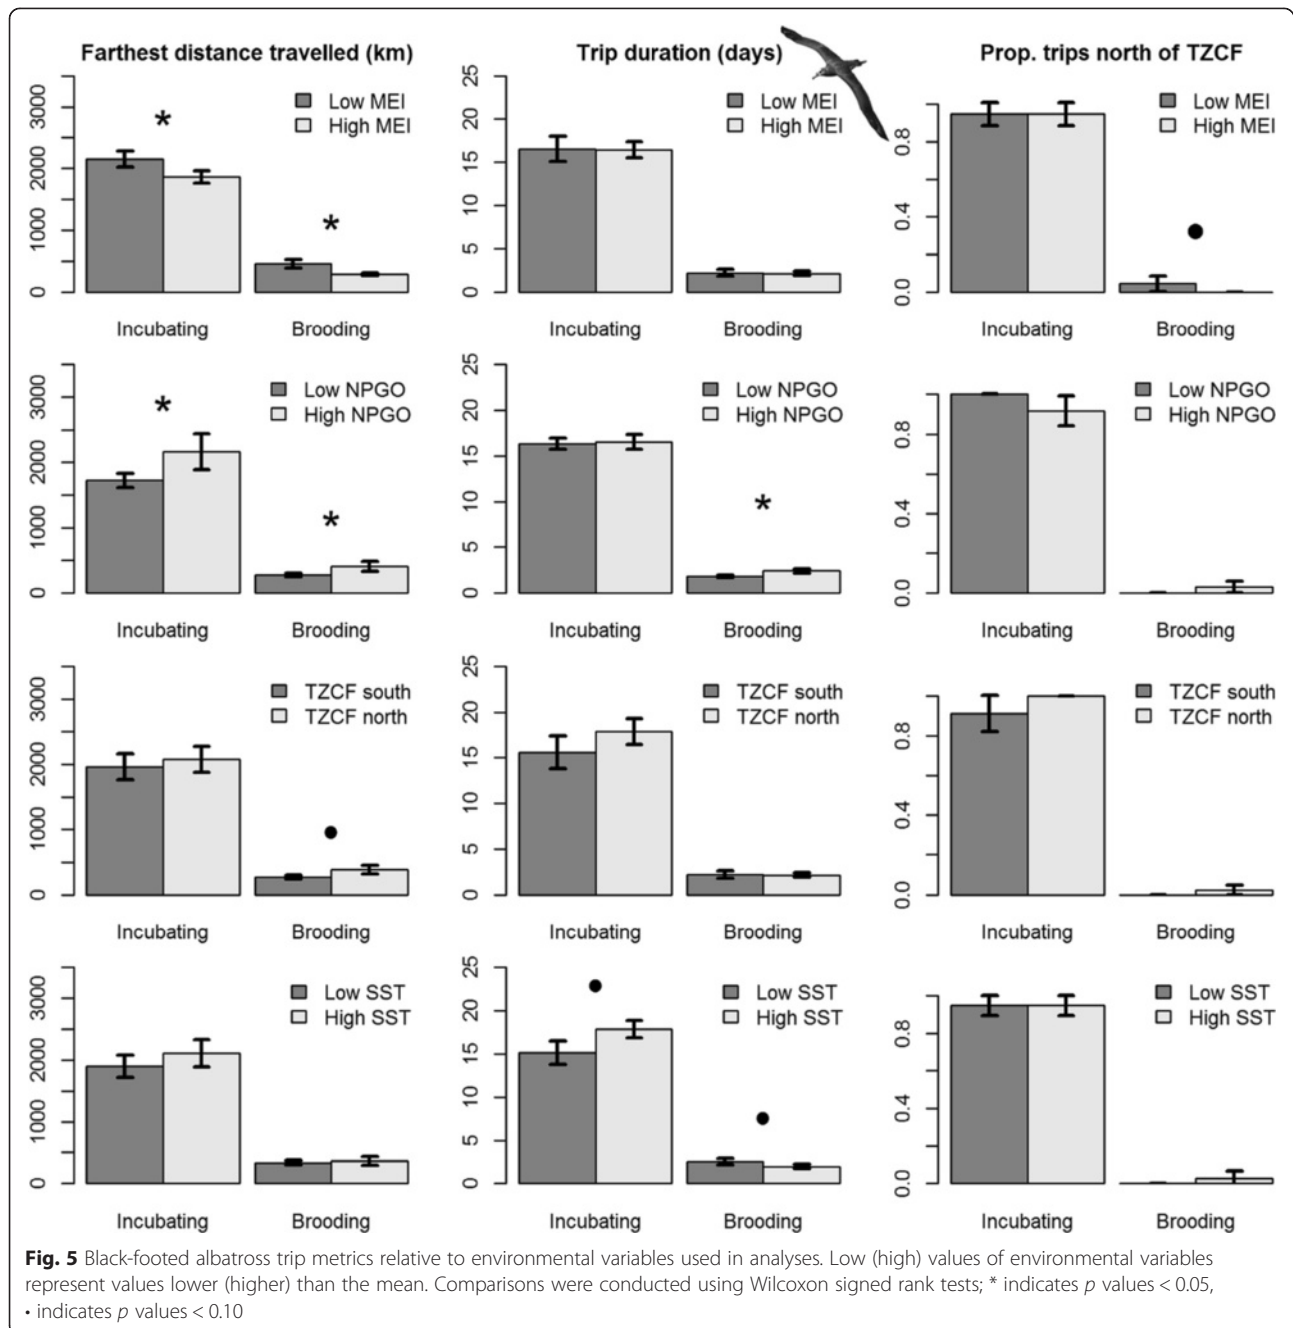 Farthest distance travelled (km)
Trip duration (days)
Prop. trips north of TZCF
0 1000 2000 3000
Low MEI
High MEI
*
*
Incubating Brooding
0 5 10 15 20 25
Low MEI
High MEI
Incubating Brooding
0.0 0.4 0.8
Low MEI
High MEI
•
Incubating Brooding
0 1000 2000 3000
Low NPGO
High NPGO
*
*
Incubating Brooding
0 5 10 15 20 25
Low NPGO
High NPGO
*
Incubating Brooding
0.0 0.4 0.8
Low NPGO
High NPGO
Incubating Brooding
0 1000 2000 3000
TZCF south
TZCF north
•
Incubating Brooding
0 5 10 15 20 25
TZCF south
TZCF north
Incubating Brooding
0.0 0.4 0.8
TZCF south
TZCF north
Incubating Brooding
0 1000 2000 3000
Low SST
High SST
Incubating Brooding
0 5 10 15 20 25
Low SST
High SST
•
•
Incubating Brooding
0.0 0.4 0.8
Low SST
High SST
Incubating Brooding
Fig. 5 Black-footed albatross trip metrics relative to environmental variables used in analyses. Low (high) values of environmental variables
represent values lower (higher) than the mean. Comparisons were conducted using Wilcoxon signed rank tests; * indicates p values < 0.05,
• indicates p values < 0.10